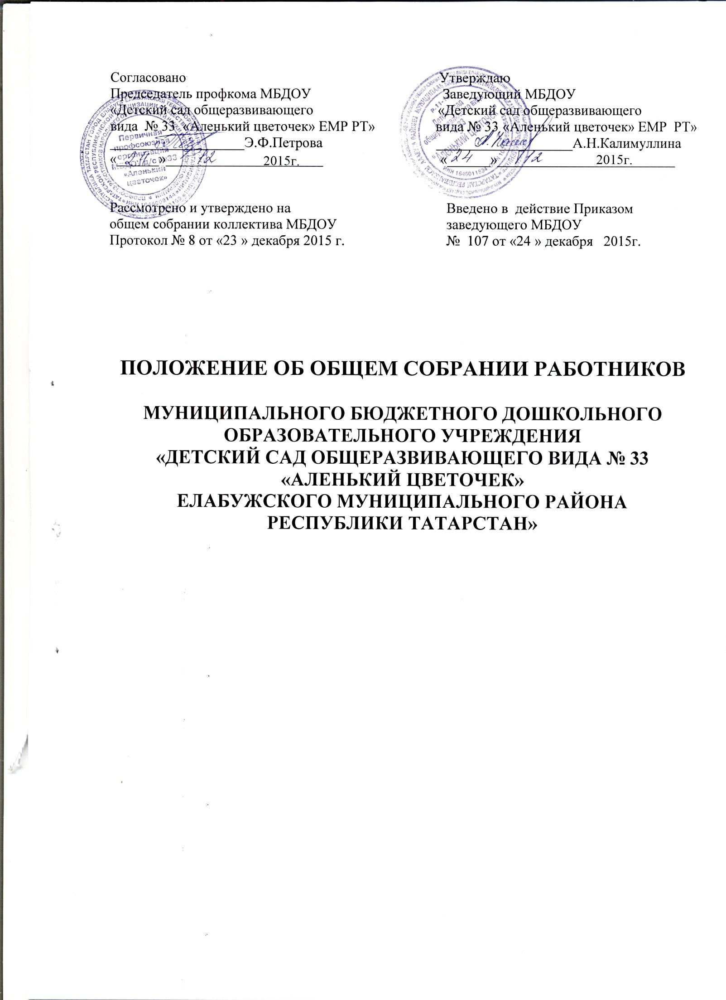 Согласовано
Председатель профкома МБДОУ
«Детский сад общеразвивающего
вида № 33 «Аленький цветочек» ЕМР РТ»
___________________Э.Ф.Петрова
«24» 12 2015г.
Утверждаю
Заведующий МБДОУ
«Детский сад общеразвивающего
вида № 33 «Аленький цветочек» ЕМР РТ»
___________________А.Н.Калимуллина
«24» 12 2015г.
Первичная
профсоюзная
организация
МБДОУ д/с №33
«Аленький
цветочек»
ИНН 1646011834
Рассмотрено и утверждено на
общем собрании коллектива МБДОУ
Протокол № 8 от «23 » декабря 2015 г.
Введено в действие Приказом
заведующего МБДОУ
№ 107 от «24 » декабря 2015г.
ПОЛОЖЕНИЕ ОБ ОБЩЕМ СОБРАНИИ РАБОТНИКОВ
МУНИЦИПАЛЬНОГО БЮДЖЕТНОГО ДОШКОЛЬНОГО
ОБРАЗОВАТЕЛЬНОГО УЧРЕЖДЕНИЯ
«ДЕТСКИЙ САД ОБЩЕРАЗВИВАЮЩЕГО ВИДА № 33
«АЛЕНЬКИЙ ЦВЕТОЧЕК»
ЕЛАБУЖСКОГО МУНИЦИПАЛЬНОГО РАЙОНА
РЕСПУБЛИКИ ТАТАРСТАН»